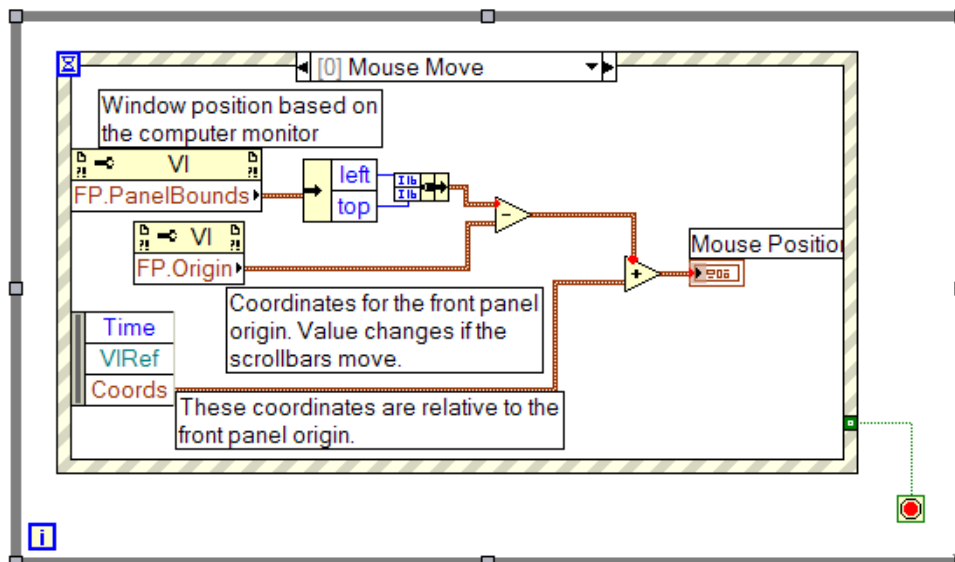 [0] Mouse Move
Window position based on
the computer monitor
VI
FP.PanelBounds
left
top
VI
FP.Origin
Mouse Position
Coordinates for the front panel
origin. Value changes if the
scrollbars move.
Time
VIRef
Coords
These coordinates are relative to the
front panel origin.
i